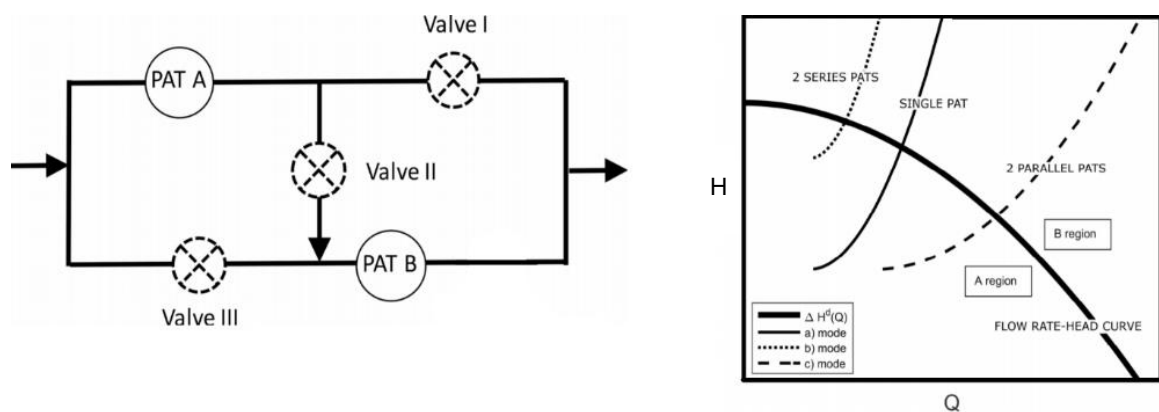 Valve I
PAT A
Valve II
PAT B
Valve III
H
2 SERIES PATS
SINGLE PAT
2 PARALLEL PATS
B region
A region
FLOW RATE-HEAD CURVE
Δ Hᵈ(Q)
a) mode
b) mode
c) mode
Q